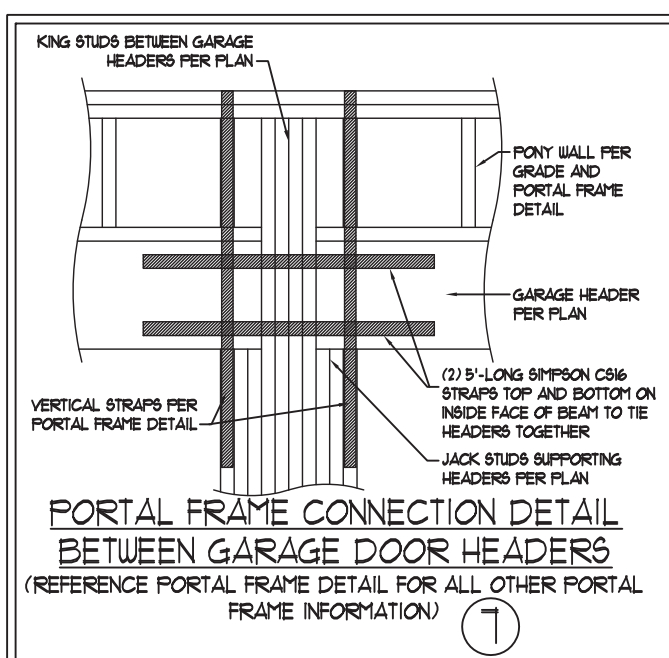 KING STUDS BETWEEN GARAGE
HEADERS PER PLAN
PONY WALL PER
GRADE AND
PORTAL FRAME
DETAIL
GARAGE HEADER
PER PLAN
(2) 5'-LONG SIMPSON CS16
STRAPS TOP AND BOTTOM ON
INSIDE FACE OF BEAM TO TIE
HEADERS TOGETHER
VERTICAL STRAPS PER
PORTAL FRAME DETAIL
JACK STUDS SUPPORTING
HEADERS PER PLAN
PORTAL FRAME CONNECTION DETAIL
BETWEEN GARAGE DOOR HEADERS
(REFERENCE PORTAL FRAME DETAIL FOR ALL OTHER PORTAL
FRAME INFORMATION)
7